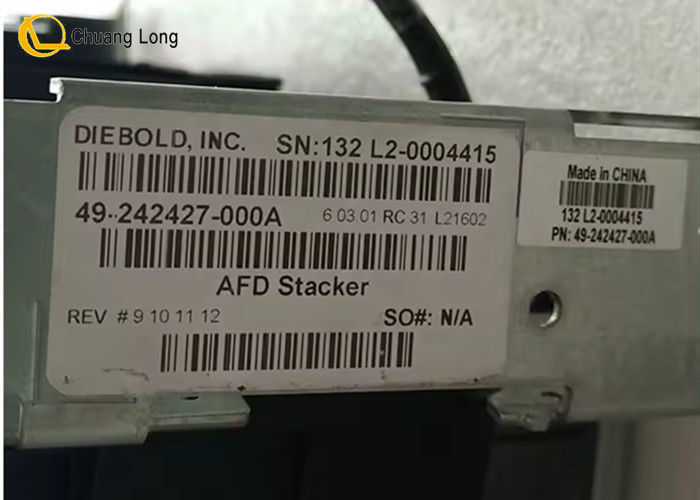 Chuang Long
DIEBOLD, INC. SN:132 L2-0004415
49-242427-000A 6 03.01 RC 31 L21602
AFD Stacker
REV # 9 10 11 12 SO#: N/A
Made in CHINA
132 L2-0004415
PN: 49-242427-000A